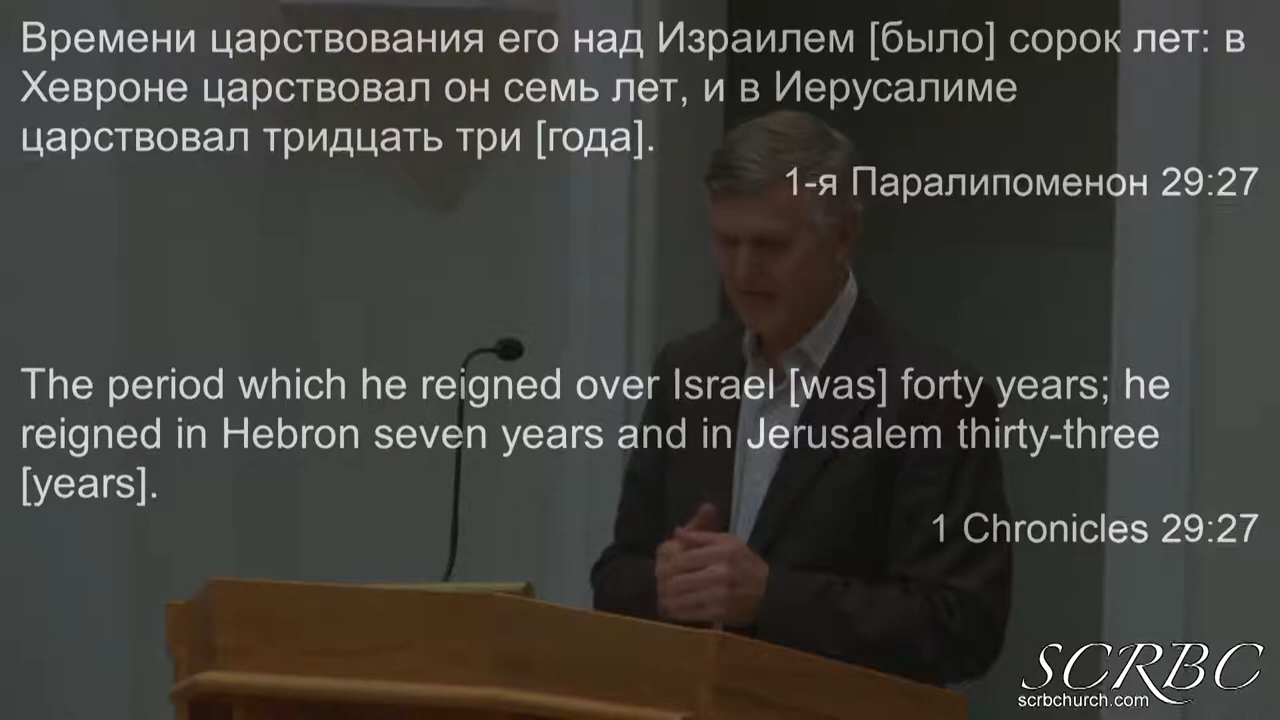 Времени царствования его над Израилем [было] сорок лет: в
Хевроне царствовал он семь лет, и в Иерусалиме
царствовал тридцать три [года].
1-я Паралипоменон 29:27
The period which he reigned over Israel [was] forty years; he
reigned in Hebron seven years and in Jerusalem thirty-three
[years].
1 Chronicles 29:27
SCRBC
scrbchurch.com